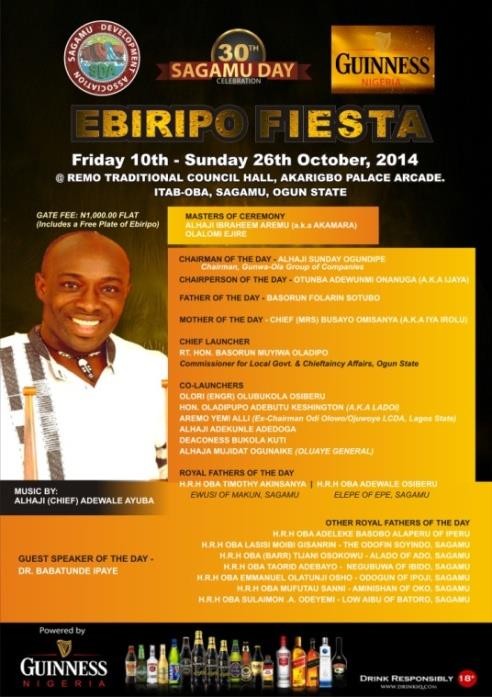 SAGAMU DEVELOPMENT ASSOCIATION
SDA
30TH
SAGAMU DAY
CELEBRATION
GUINNESS
NIGERIA
EBIRIPO FIESTA
Friday 10th - Sunday 26th October, 2014
@ REMO TRADITIONAL COUNCIL HALL, AKARIGBO PALACE ARCADE.
ITAB-OBA, SAGAMU, OGUN STATE
GATE FEE: N1,000.00 FLAT
(Includes a Free Plate of Ebiripo)
MASTERS OF CEREMONY
ALHAJI IBRAHEEM AREMU (a.k.a AKAMARA)
OLALOMI EJIRE
CHAIRMAN OF THE DAY - ALHAJI SUNDAY OGUNDIPE
Chairman, Gunwa-Ola Group of Companies
CHAIRPERSON OF THE DAY - OTUNBA ADEWUNMI ONANUGA (A.K.A IJAYA)
FATHER OF THE DAY - BASORUN FOLARIN SOTUBO
MOTHER OF THE DAY - CHIEF (MRS) BUSAYO OMISANYA (A.K.A IYA IROLU)
CHIEF LAUNCHER
RT. HON. BASORUN MUYIWA OLADIPO
Commissioner for Local Govt. & Chieftaincy Affairs, Ogun State
CO-LAUNCHERS
OLORI (ENGR) OLUBUKOLA OSIBERU
HON. OLADIPUPO ADEBUTU KESHINGTON (A.K.A LADOI)
AREMO YEMI ALLI (Ex-Chairman Odi Olowo/Ojuwoye LCDA, Lagos State)
ALHAJI ADEKUNLE ADEDOGA
DEACONESS BUKOLA KUTI
ALHAJA MUJIDAT OGUNAIKE (OLUAYE GENERAL)
ROYAL FATHERS OF THE DAY
H.R.H OBA TIMOTHY AKINSANYA | H.R.H OBA ADEWALE OSIBERU
EWUSI OF MAKUN, SAGAMU ELEPE OF EPE, SAGAMU
MUSIC BY:
ALHAJI (CHIEF) ADEWALE AYUBA
OTHER ROYAL FATHERS OF THE DAY
H.R.H OBA ADELEKE BASOBO ALAPERU OF IPERU
H.R.H OBA LASISI MOIBI GISANRIN - THE ODOFIN SOYINDO, SAGAMU
H.R.H OBA (BARR) TIJANI OSOKOWU - ALADO OF ADO, SAGAMU
H.R.H OBA TAORID ADEBAYO - NEGUBUWA OF IBIDO, SAGAMU
H.R.H OBA EMMANUEL OLATUNJI OSHO - ODOGUN OF IPOJI, SAGAMU
H.R.H OBA MUFUTAU SANNI - AMINISHAN OF OKO, SAGAMU
H.R.H OBA SULAIMON .A. ODEYEMI - LOW AIBU OF BATORO, SAGAMU
GUEST SPEAKER OF THE DAY -
DR. BABATUNDE IPAYE
Powered by
GUINNESS
NIGERIA
DRINK RESPONSIBLY 18+
WWW.DRINKIQ.COM